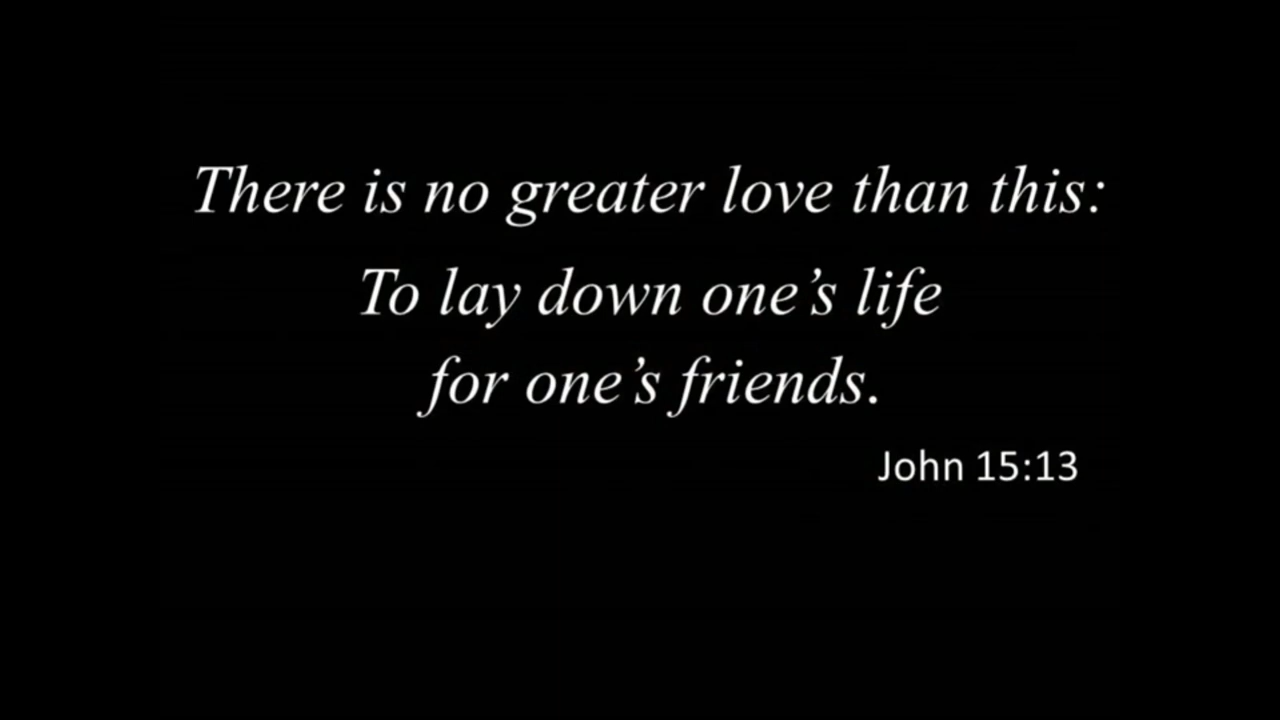 There is no greater love than this:
To lay down one’s life
for one’s friends.
John 15:13